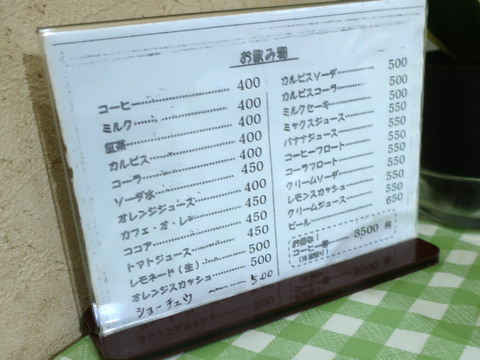 お飲み物
コーヒー……………… 400
ミルク……………… 400
紅茶……………… 400
カルピス……………… 400
コーラ……………… 400
ソーダ水……………… 450
オレンジジュース……… 400
カフェ・オ・レ……… 450
ココア……………… 450
トマトジュース……… 450
レモネード（生）……… 500
オレンジスカッシュ…… 500
ショーチュウ 500
カルピスソーダ……… 500
カルピスコーラ……… 500
ミルクセーキ……… 550
ミックスジュース…… 550
バナナジュース……… 550
コーヒーフロート…… 550
コーラフロート……… 550
クリームソーダ……… 550
レモンスカッシュ…… 550
クリームジュース…… 550
ビール……………… 650
お得な！
コーヒー券 3500 円